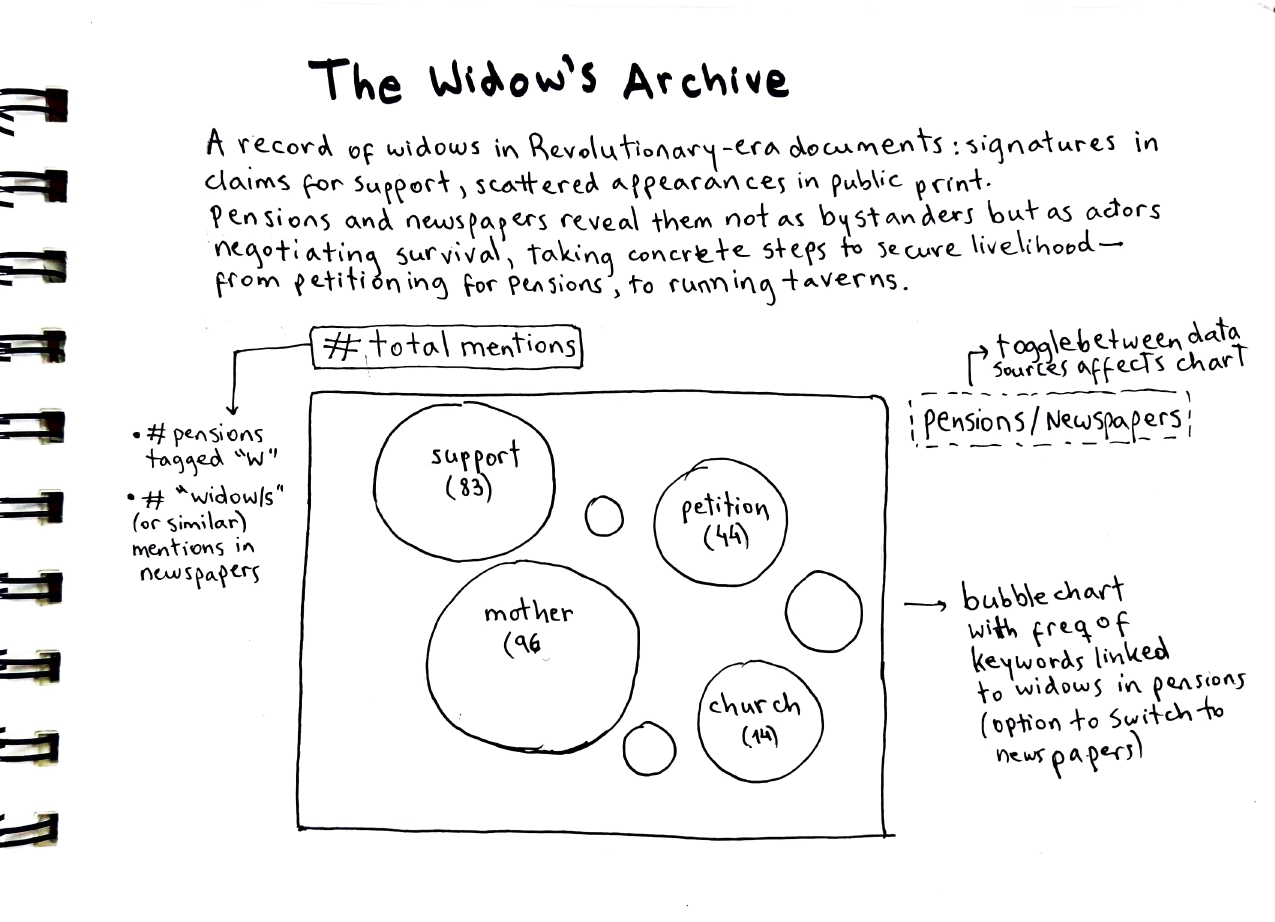 The Widow's Archive
A record of widows in Revolutionary-era documents: signatures in
claims for support, scattered appearances in public print.
Pensions and newspapers reveal them not as bystanders but as actors
negotiating survival, taking concrete steps to secure livelihood—
from petitioning for pensions, to running taverns.
# total mentions
• # pensions
tagged "W"
• # "widow/s"
(or similar)
mentions in
newspapers
toggle between data
sources affects chart
Pensions/Newspapers
support
(83)
petition
(44)
mother
(96
church
(14)
bubble chart
with freq of
keywords linked
to widows in pensions
(option to switch to
newspapers)